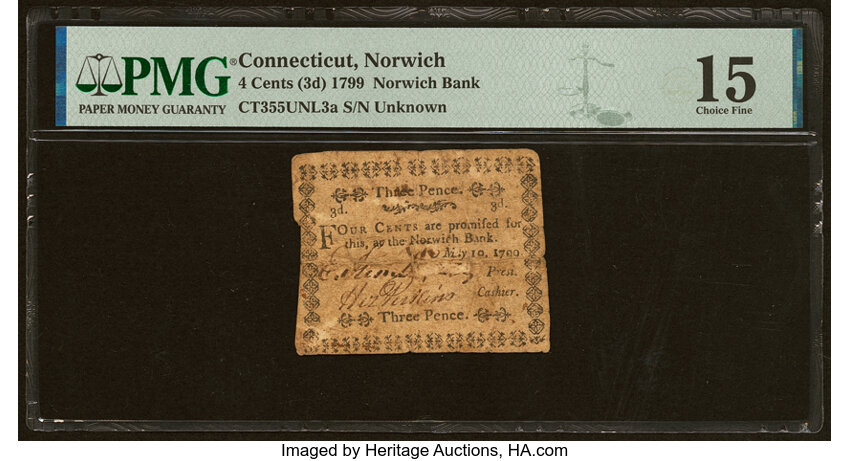 PMG® Connecticut, Norwich
4 Cents (3d) 1799 Norwich Bank
PAPER MONEY GUARANTY CT355UNL3a S/N Unknown
15
Choice Fine
Three Pence.
3d. 3d.
FOUR CENTS are promiſed for
this, at the Norwich Bank.
May 10, 1799
Prest.
Cashier.
Three Pence.
Imaged by Heritage Auctions, HA.com